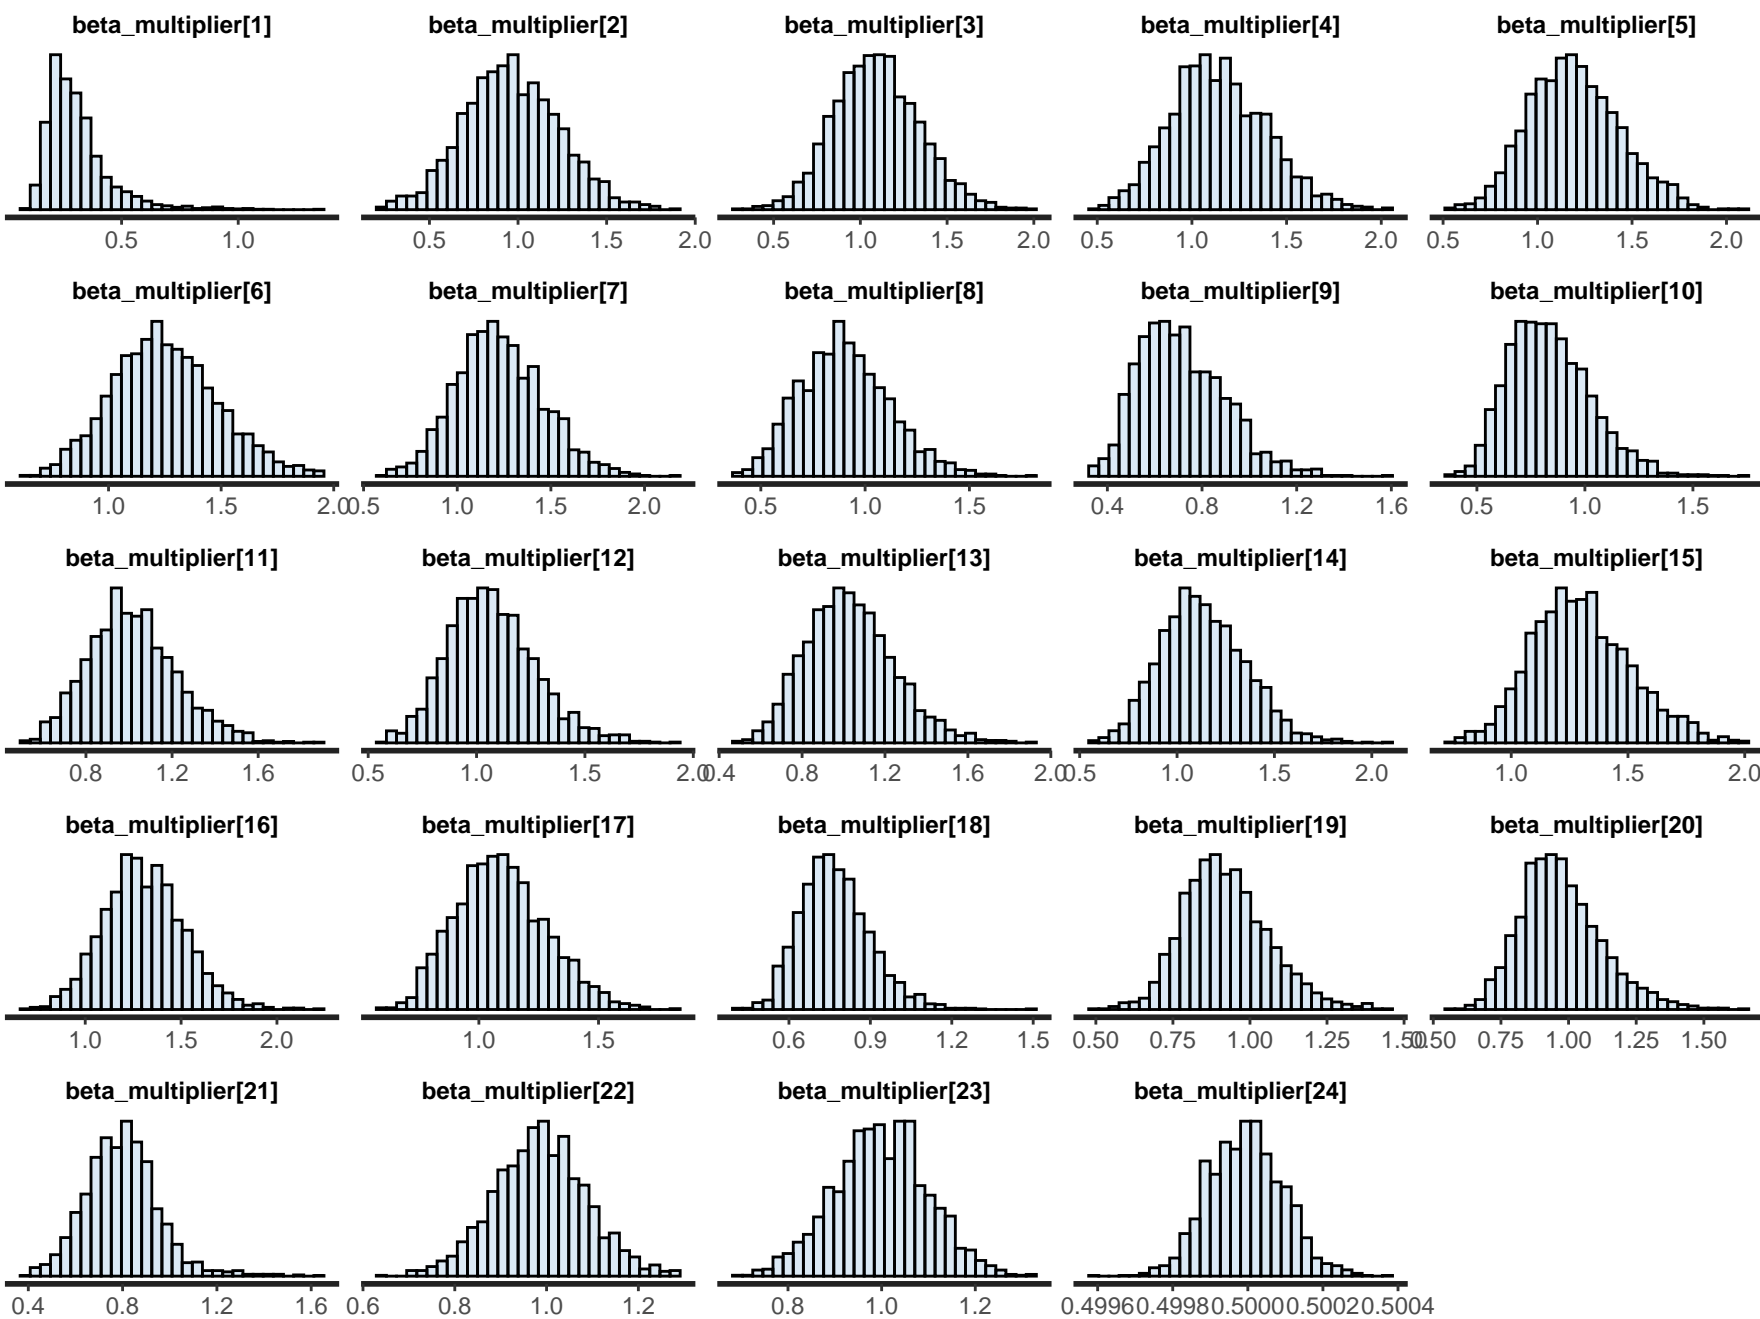 beta_multiplier[1] beta_multiplier[2] beta_multiplier[3] beta_multiplier[4] beta_multiplier[5]
0.5 1.0 0.5 1.0 1.5 2.0 0.5 1.0 1.5 2.0 0.5 1.0 1.5 2.0 0.5 1.0 1.5 2.0
beta_multiplier[6] beta_multiplier[7] beta_multiplier[8] beta_multiplier[9] beta_multiplier[10]
1.0 1.5 2.0 0.5 1.0 1.5 2.0 0.5 1.0 1.5 0.4 0.8 1.2 1.6 0.5 1.0 1.5
beta_multiplier[11] beta_multiplier[12] beta_multiplier[13] beta_multiplier[14] beta_multiplier[15]
0.8 1.2 1.6 0.5 1.0 1.5 2.0 0.4 0.8 1.2 1.6 2.0 0.5 1.0 1.5 2.0 1.0 1.5 2.0
beta_multiplier[16] beta_multiplier[17] beta_multiplier[18] beta_multiplier[19] beta_multiplier[20]
1.0 1.5 2.0 1.0 1.5 0.6 0.9 1.2 1.5 0.50 0.75 1.00 1.25 1.50 0.50 0.75 1.00 1.25 1.50
beta_multiplier[21] beta_multiplier[22] beta_multiplier[23] beta_multiplier[24]
0.4 0.8 1.2 1.6 0.6 0.8 1.0 1.2 0.8 1.0 1.2 0.4996 0.4998 0.5000 0.5002 0.5004